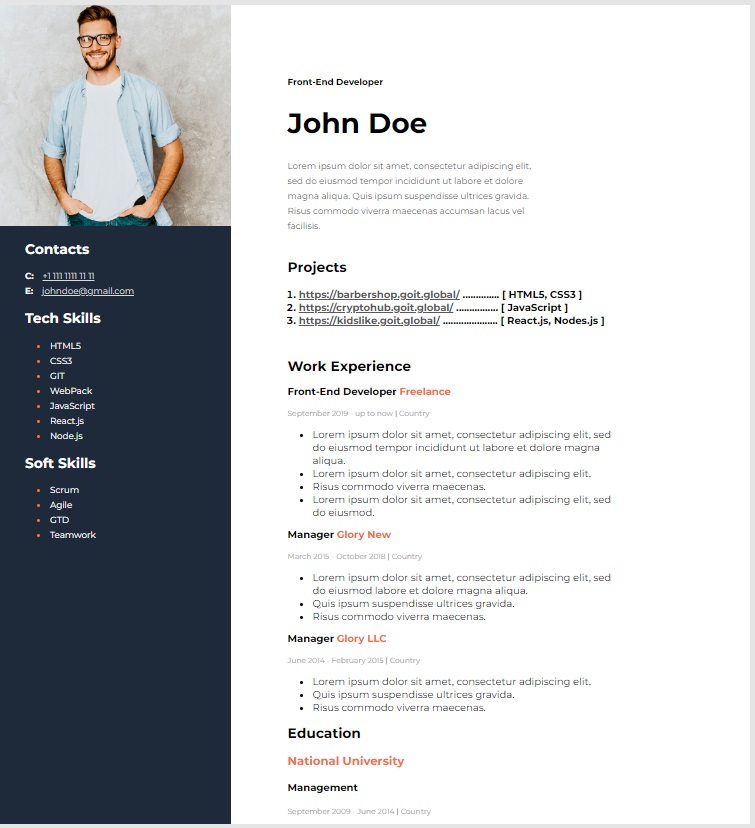 Contacts
C: +1 111 1111 11 11
E: johndoe@gmail.com
Tech Skills
HTML5
CSS3
GIT
WebPack
JavaScript
React.js
Node.js
Soft Skills
Scrum
Agile
GTD
Teamwork
Front-End Developer
John Doe
Lorem ipsum dolor sit amet, consectetur adipiscing elit,
sed do eiusmod tempor incididunt ut labore et dolore
magna aliqua. Quis ipsum suspendisse ultrices gravida.
Risus commodo viverra maecenas accumsan lacus vel
facilisis.
Projects
1. https://barbershop.goit.global/ .............. [ HTML5, CSS3 ]
2. https://cryptohub.goit.global/ ................ [ JavaScript ]
3. https://kidslike.goit.global/ ..................... [ React.js, Nodes.js ]
Work Experience
Front-End Developer Freelance
September 2019 - up to now | Country
Lorem ipsum dolor sit amet, consectetur adipiscing elit, sed
do eiusmod tempor incididunt ut labore et dolore magna
aliqua.
Lorem ipsum dolor sit amet, consectetur adipiscing elit.
Risus commodo viverra maecenas.
Lorem ipsum dolor sit amet, consectetur adipiscing elit, sed
do eiusmod.
Manager Glory New
March 2015 - October 2018 | Country
Lorem ipsum dolor sit amet, consectetur adipiscing elit, sed
do eiusmod labore et dolore magna aliqua.
Quis ipsum suspendisse ultrices gravida.
Risus commodo viverra maecenas.
Manager Glory LLC
June 2014 - February 2015 | Country
Lorem ipsum dolor sit amet, consectetur adipiscing elit.
Quis ipsum suspendisse ultrices gravida.
Risus commodo viverra maecenas.
Education
National University
Management
September 2009 - June 2014 | Country